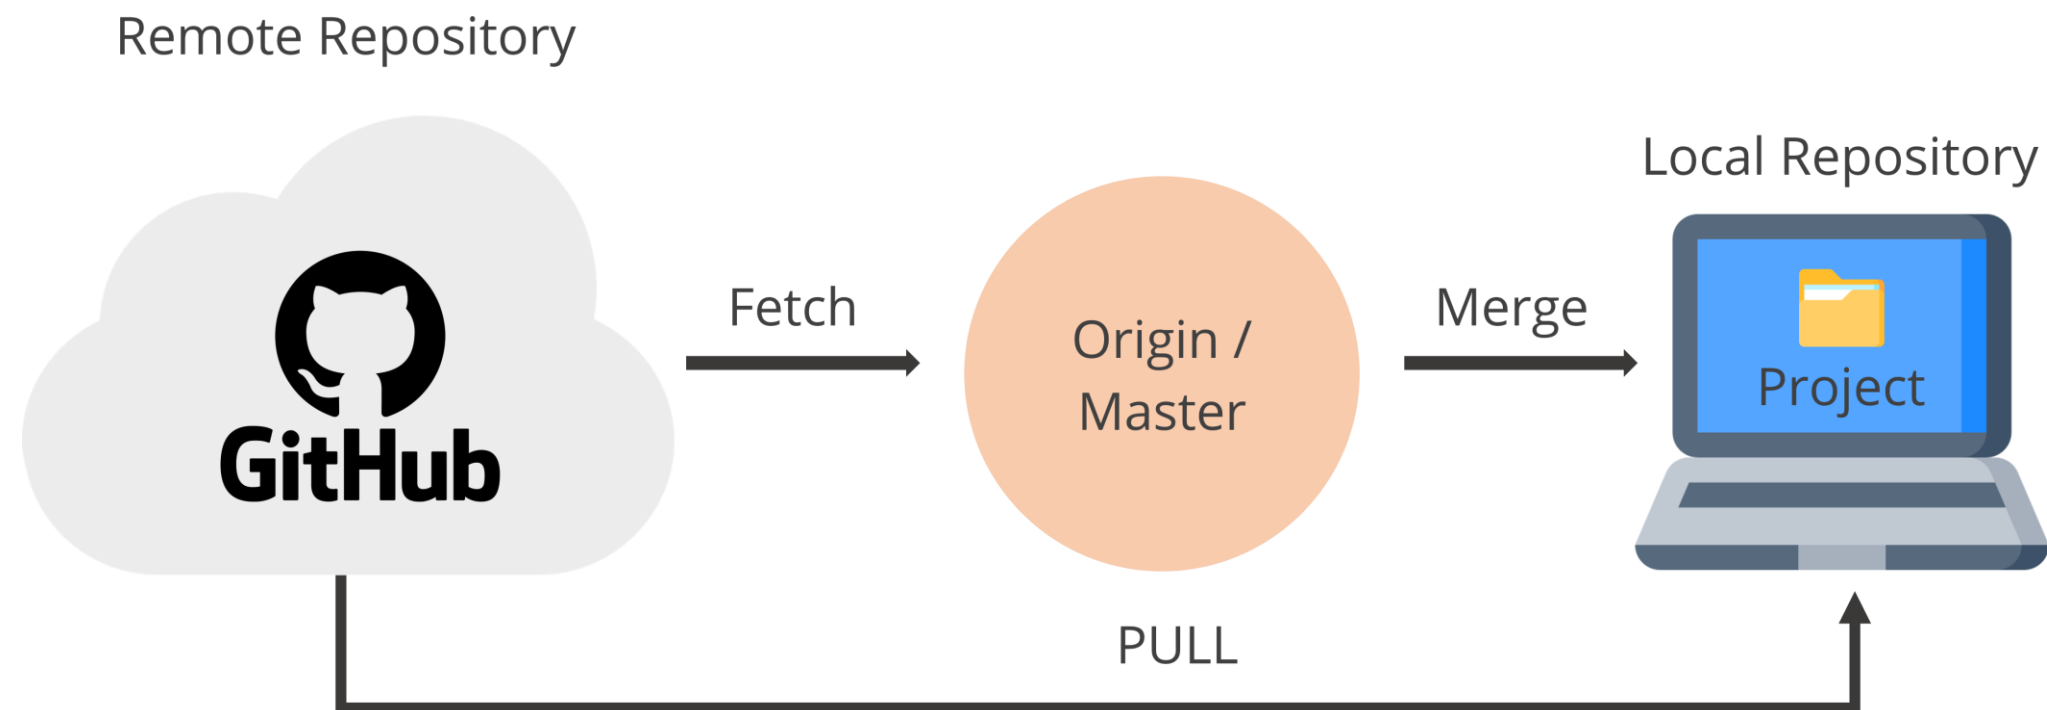 Remote Repository
GitHub
Fetch
Origin /
Master
Merge
Local Repository
Project
PULL